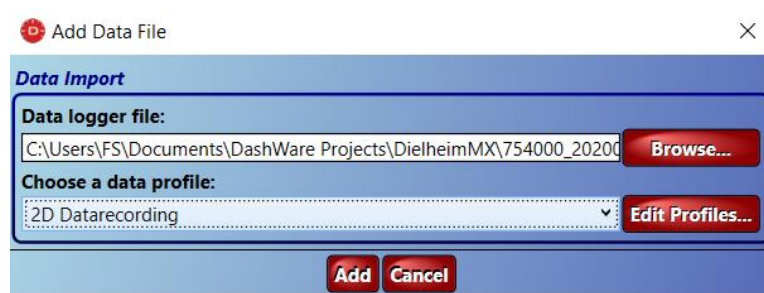 Add Data File
Data Import
Data logger file:
C:\Users\FS\Documents\DashWare Projects\DielheimMX\754000_20200 Browse...
Choose a data profile:
2D Datarecording Edit Profiles...
Add Cancel